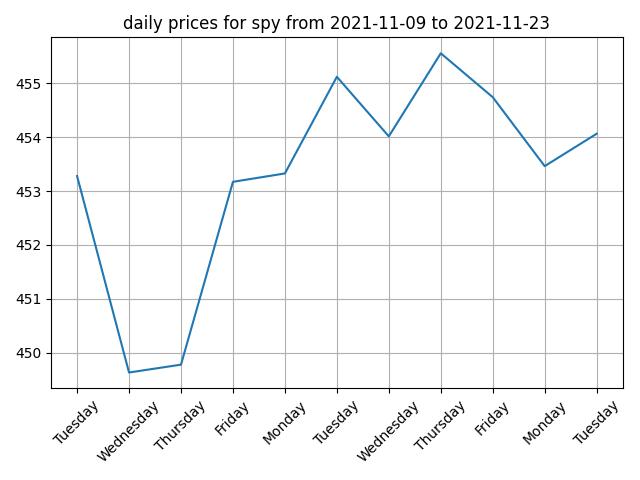 daily prices for spy from 2021-11-09 to 2021-11-23
455
454
453
452
451
450
Tuesday
Wednesday
Thursday
Friday
Monday
Tuesday
Wednesday
Thursday
Friday
Monday
Tuesday